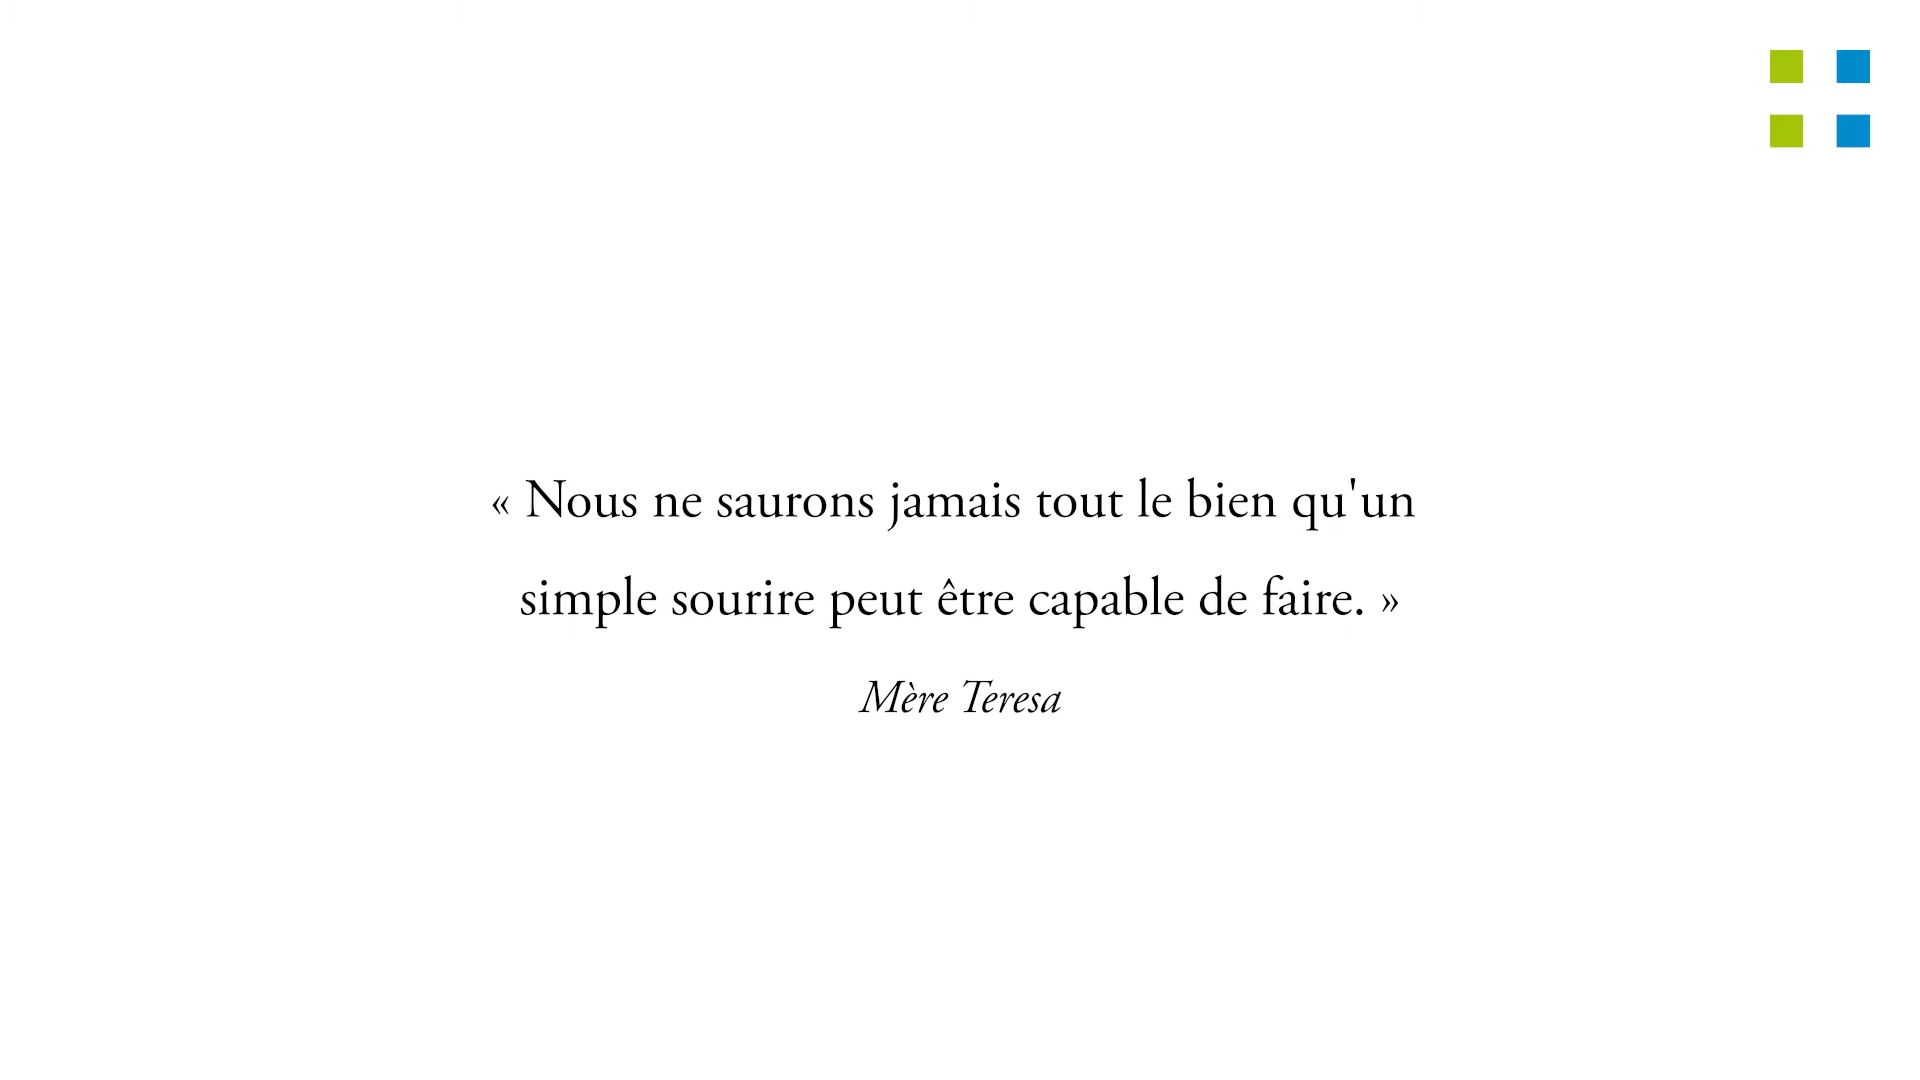 « Nous ne saurons jamais tout le bien qu'un
simple sourire peut être capable de faire. »
Mère Teresa